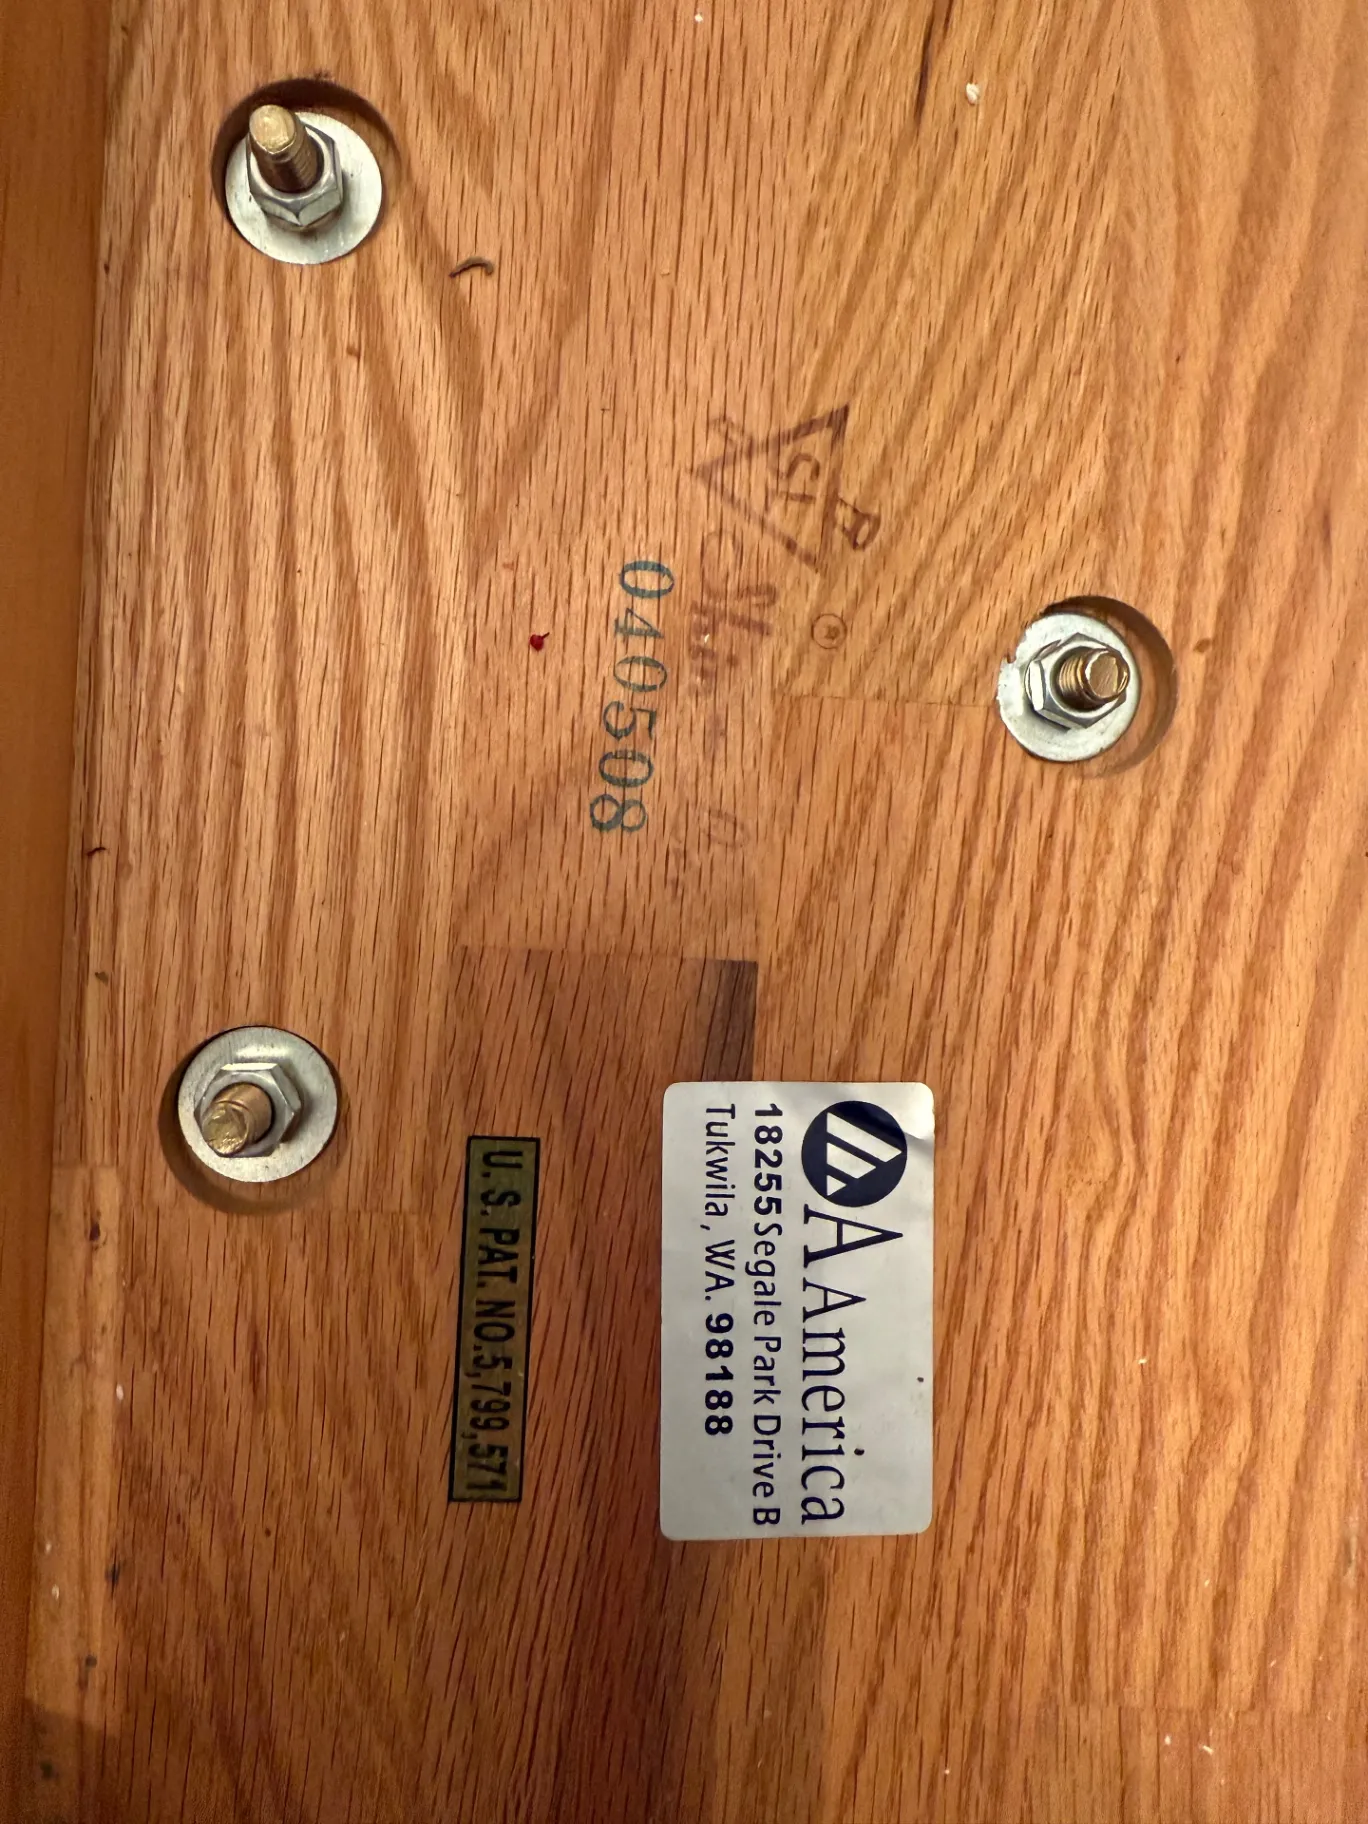 A America
18255 Segale Park Drive B
Tukwila, WA. 98188
U.S. PAT. NO.5,799,571
040508